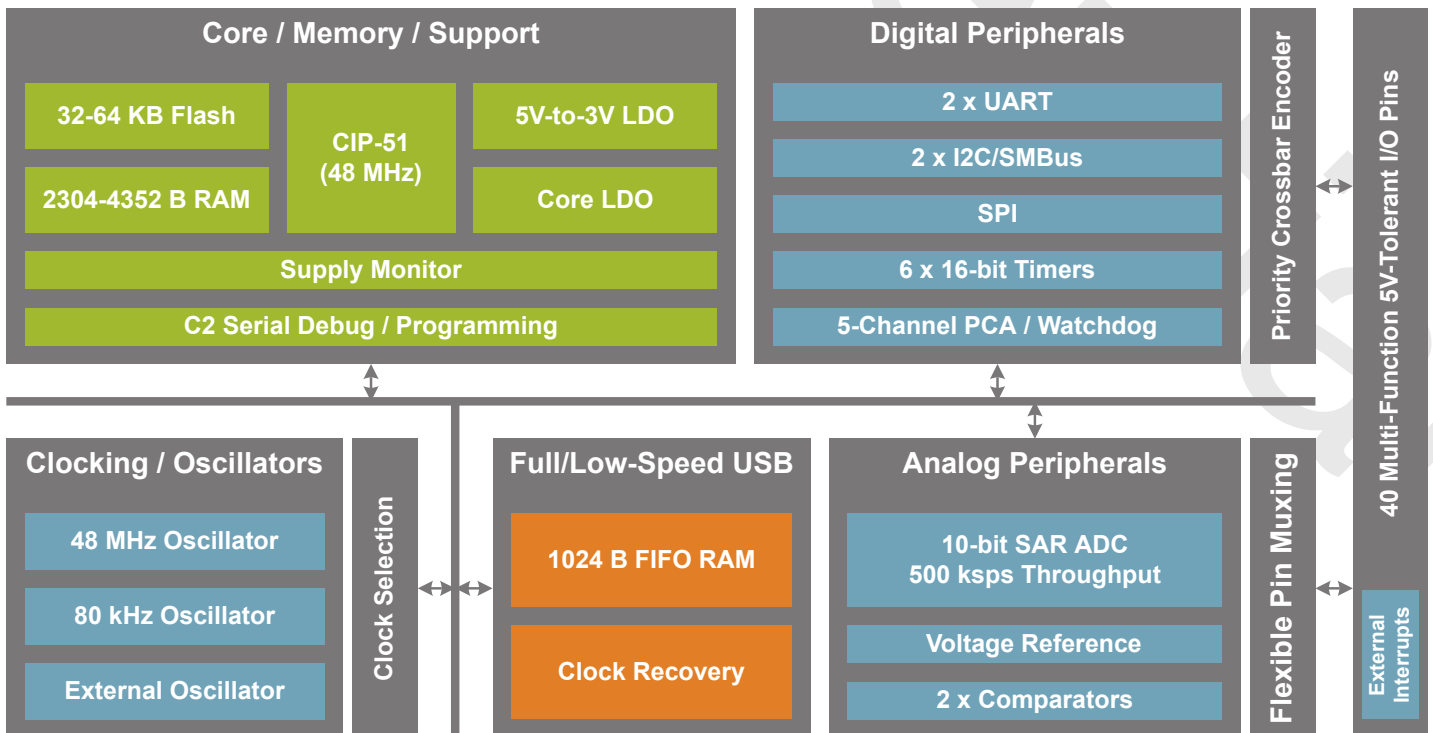 Core / Memory / Support
32-64 KB Flash
2304-4352 B RAM
CIP-51
(48 MHz)
5V-to-3V LDO
Core LDO
Supply Monitor
C2 Serial Debug / Programming
Digital Peripherals
2 x UART
2 x I2C/SMBus
SPI
6 x 16-bit Timers
5-Channel PCA / Watchdog
Priority Crossbar Encoder
40 Multi-Function 5V-Tolerant I/O Pins
Clocking / Oscillators
48 MHz Oscillator
80 kHz Oscillator
External Oscillator
Clock Selection
Full/Low-Speed USB
1024 B FIFO RAM
Clock Recovery
Analog Peripherals
10-bit SAR ADC
500 ksps Throughput
Voltage Reference
2 x Comparators
Flexible Pin Muxing
External
Interrupts